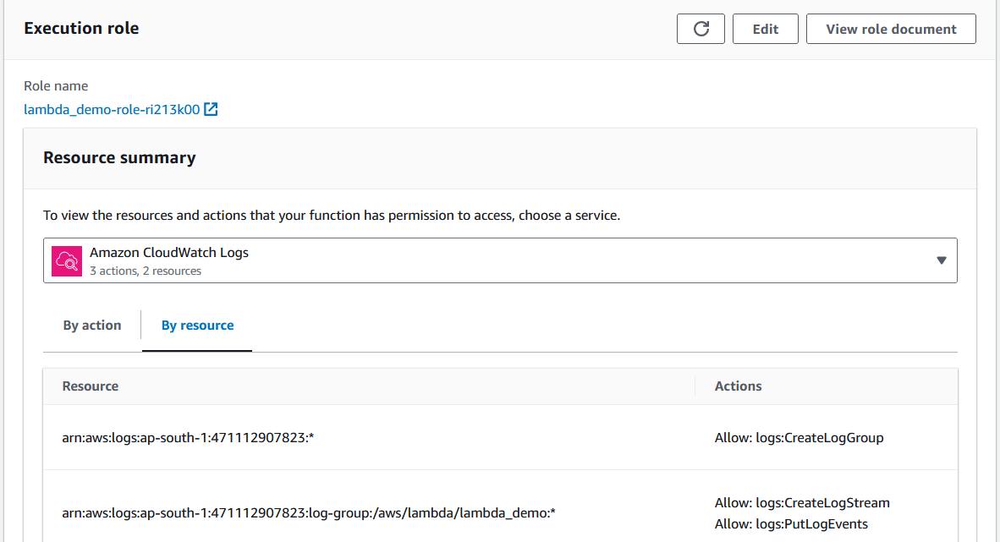 Execution role
Edit
View role document
Role name
lambda_demo-role-ri213k00
Resource summary
To view the resources and actions that your function has permission to access, choose a service.
Amazon CloudWatch Logs
3 actions, 2 resources
By action
By resource
Resource
Actions
arn:aws:logs:ap-south-1:471112907823:*
Allow: logs:CreateLogGroup
arn:aws:logs:ap-south-1:471112907823:log-group:/aws/lambda/lambda_demo:*
Allow: logs:CreateLogStream
Allow: logs:PutLogEvents